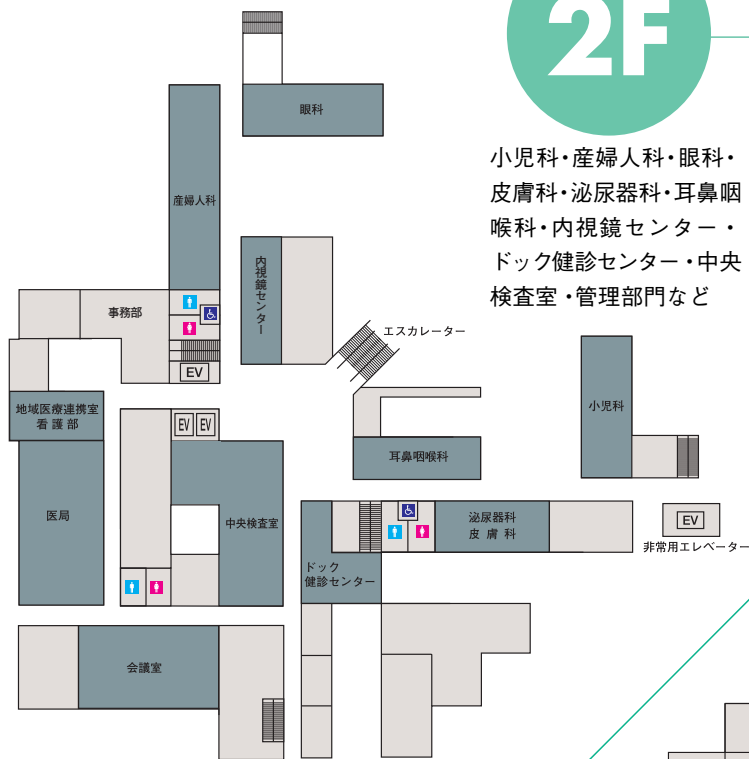 2F
小児科・産婦人科・眼科・
皮膚科・泌尿器科・耳鼻咽
喉科・内視鏡センター・
ドック健診センター・中央
検査室・管理部門など
眼科
産婦人科
内視鏡センター
事務部
エスカレーター
EV
小児科
地域医療連携室
看護部
EV EV
耳鼻咽喉科
医局
中央検査室
泌尿器科
皮膚科
EV
非常用エレベーター
ドック
健診センター
会議室